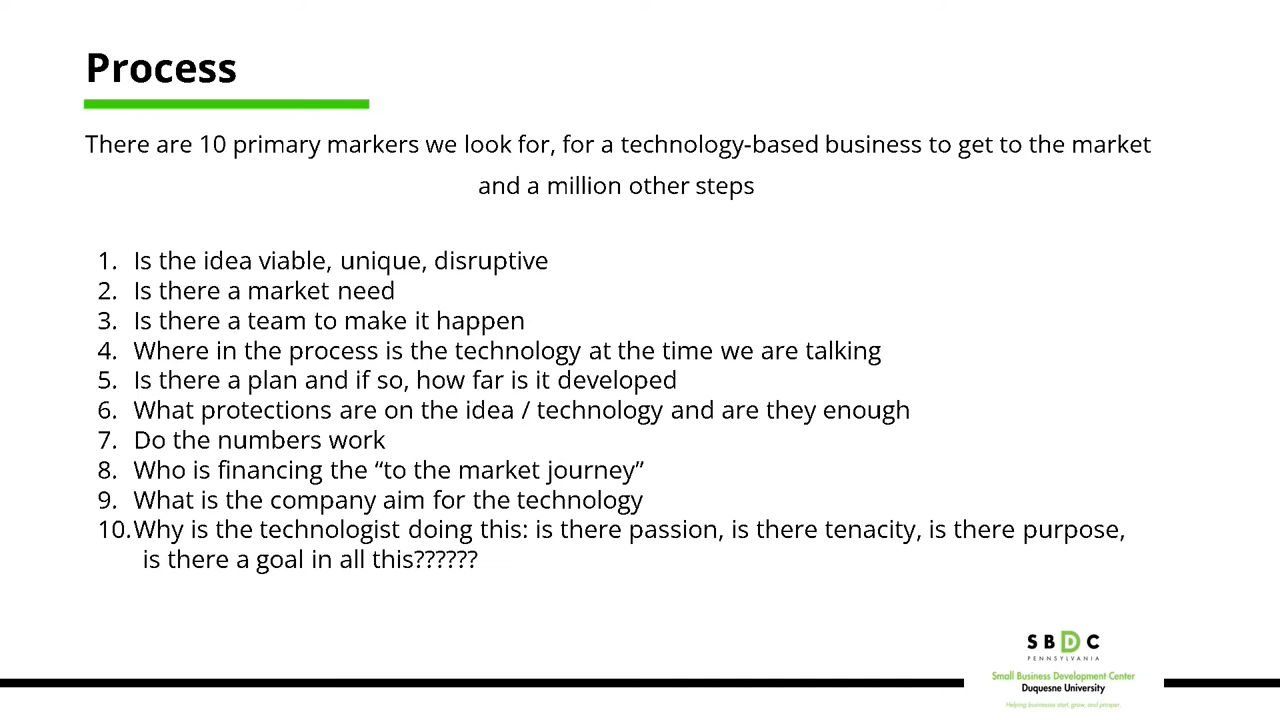 Process
There are 10 primary markers we look for, for a technology-based business to get to the market
and a million other steps
1. Is the idea viable, unique, disruptive
2. Is there a market need
3. Is there a team to make it happen
4. Where in the process is the technology at the time we are talking
5. Is there a plan and if so, how far is it developed
6. What protections are on the idea / technology and are they enough
7. Do the numbers work
8. Who is financing the “to the market journey”
9. What is the company aim for the technology
10.Why is the technologist doing this: is there passion, is there tenacity, is there purpose,
is there a goal in all this??????
SBDC
PENNSYLVANIA
Small Business Development Center
Duquesne University
Helping businesses start, grow, and prosper.